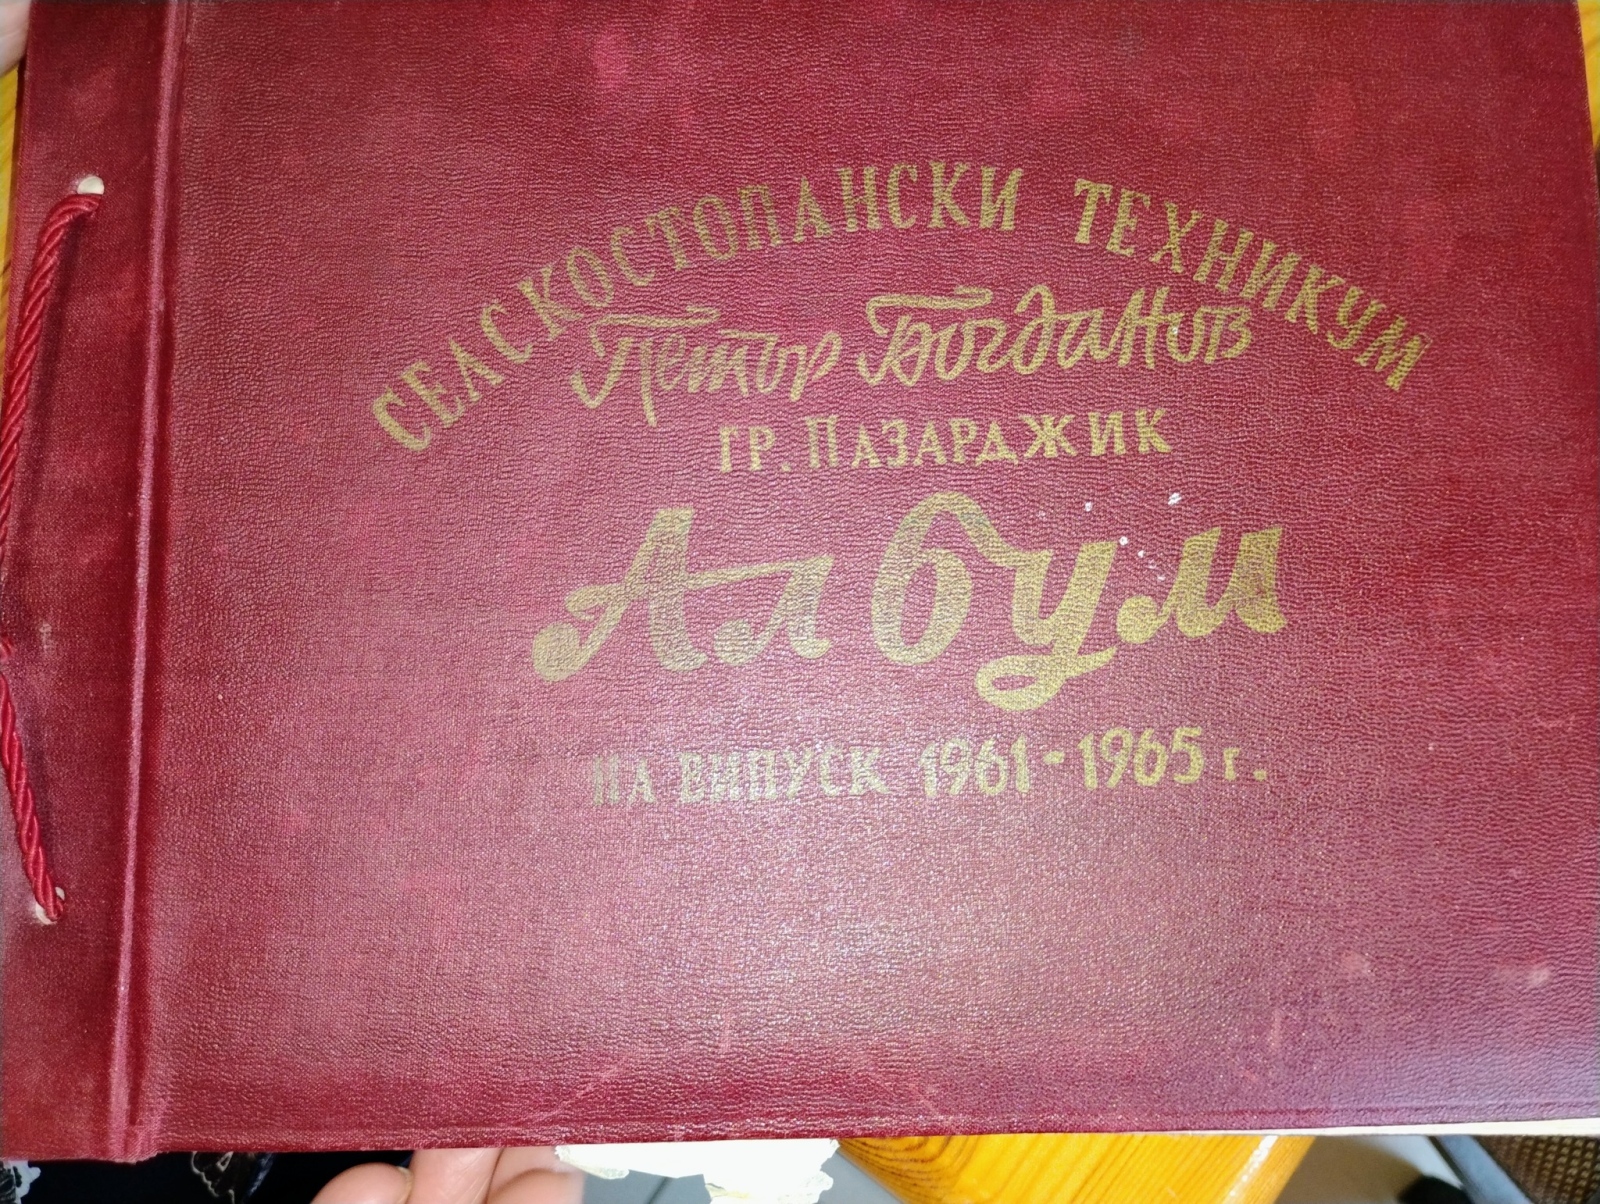 СЕЛСКОСТОПАНСКИ ТЕХНИКУМ
Петър Богданов
ГР. ПАЗАРДЖИК
Албум
НА ВИПУСК 1961-1965 г.